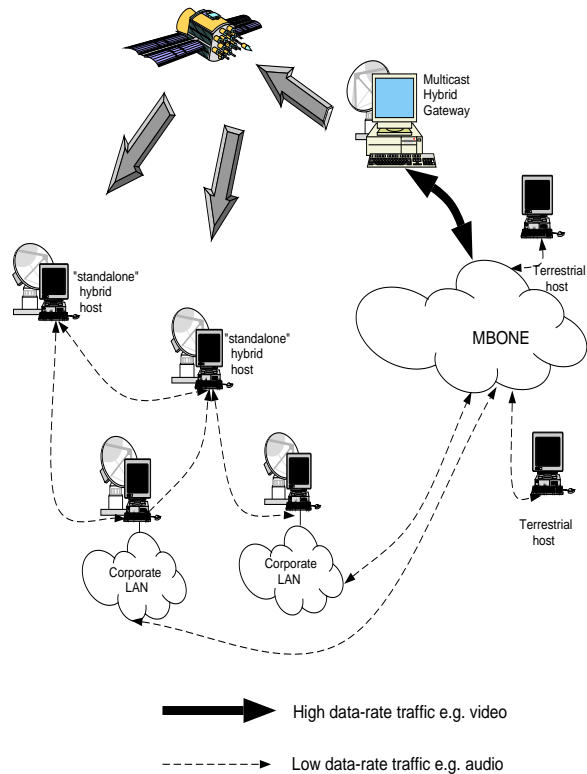 Multicast
Hybrid
Gateway
"standalone"
hybrid
host
Terrestrial
host
"standalone"
hybrid
host
MBONE
Terrestrial
host
Corporate
LAN
Corporate
LAN
High data-rate traffic e.g. video
Low data-rate traffic e.g. audio